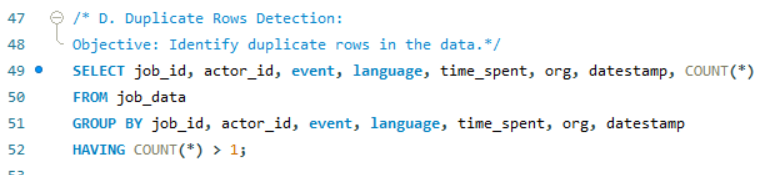 47 /* D. Duplicate Rows Detection:
48 Objective: Identify duplicate rows in the data.*/
49 SELECT job_id, actor_id, event, language, time_spent, org, datestamp, COUNT(*)
50 FROM job_data
51 GROUP BY job_id, actor_id, event, language, time_spent, org, datestamp
52 HAVING COUNT(*) > 1;